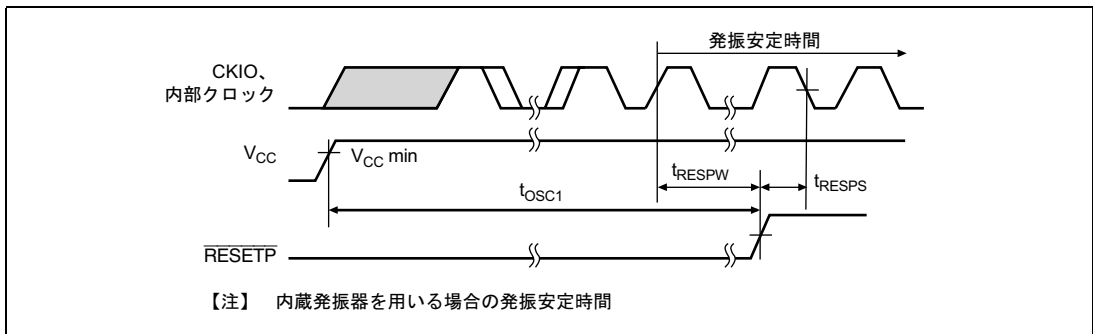 発振安定時間
CKIO、
内部クロック
VCC
VCC min
tRESPW
tRESPS
tOSC1
RESETP
【注】 内蔵発振器を用いる場合の発振安定時間